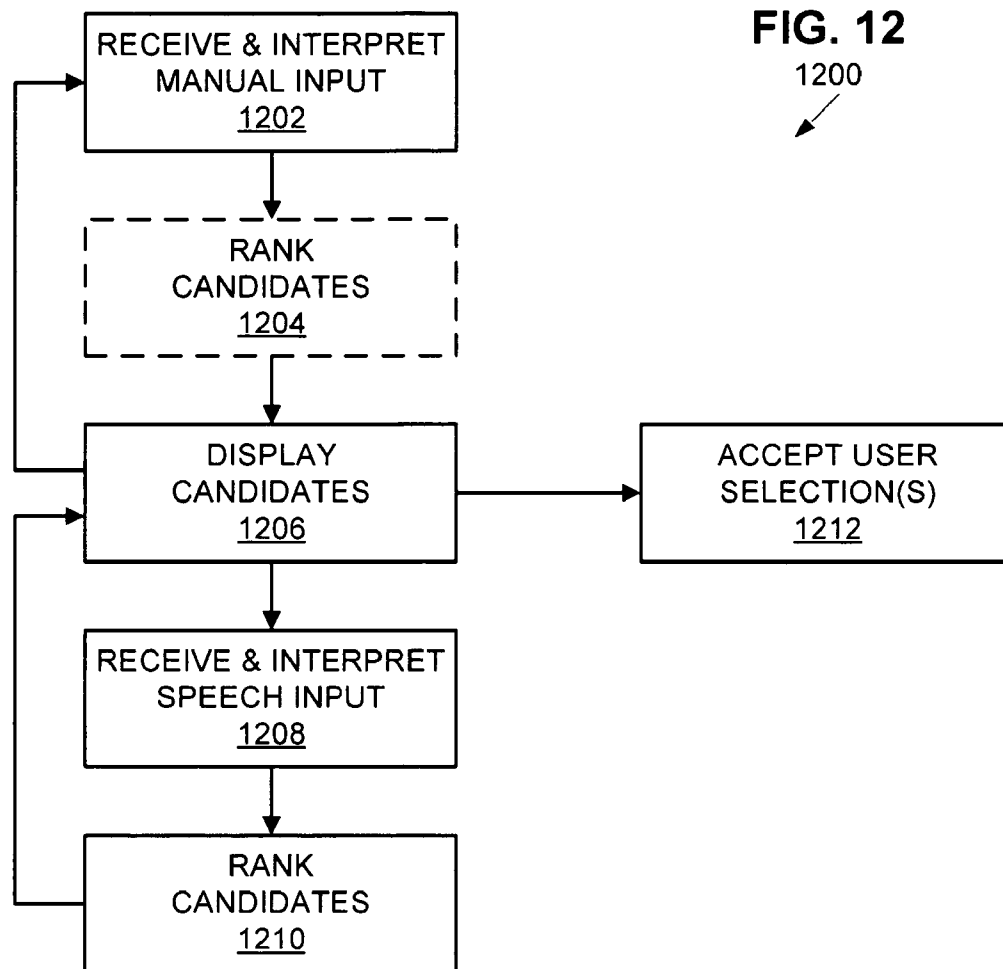 FIG. 12
1200
RECEIVE & INTERPRET
MANUAL INPUT
1202
RANK
CANDIDATES
1204
DISPLAY
CANDIDATES
1206
ACCEPT USER
SELECTION(S)
1212
RECEIVE & INTERPRET
SPEECH INPUT
1208
RANK
CANDIDATES
1210